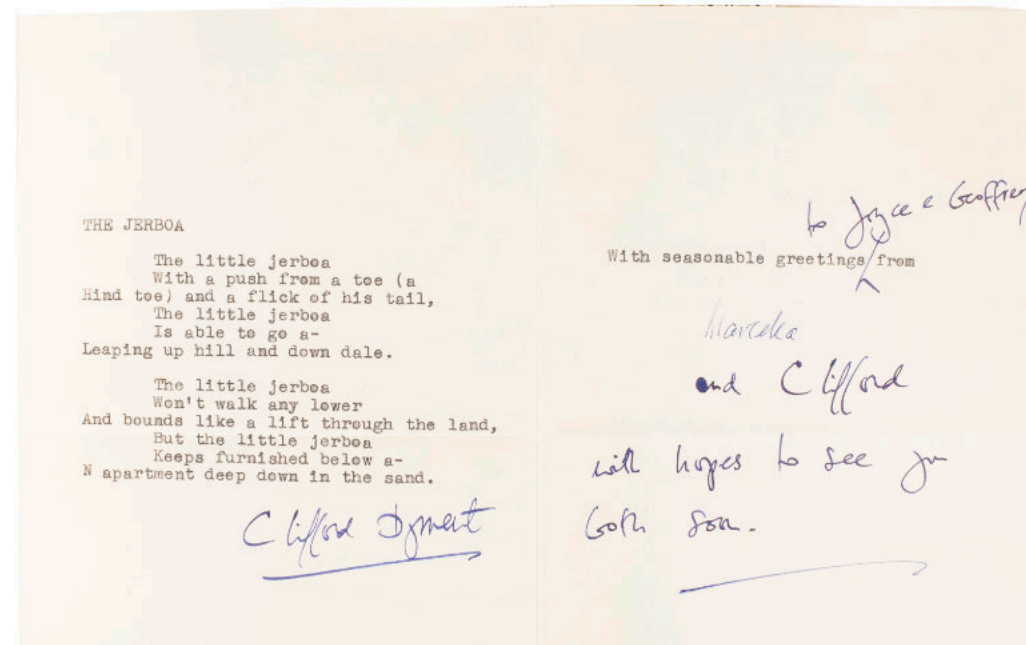 THE JERBOA
The little jerboa
With a push from a toe (a
Hind toe) and a flick of his tail,
The little jerboa
Is able to go a-
Leaping up hill and down dale.
The little jerboa
Won't walk any lower
And bounds like a lift through the land,
But the little jerboa
Keeps furnished below a-
N apartment deep down in the sand.
Clifford Dyment
to Joyce & Geoffrey
With seasonable greetings from
and Clifford
with hopes to see you
both soon.